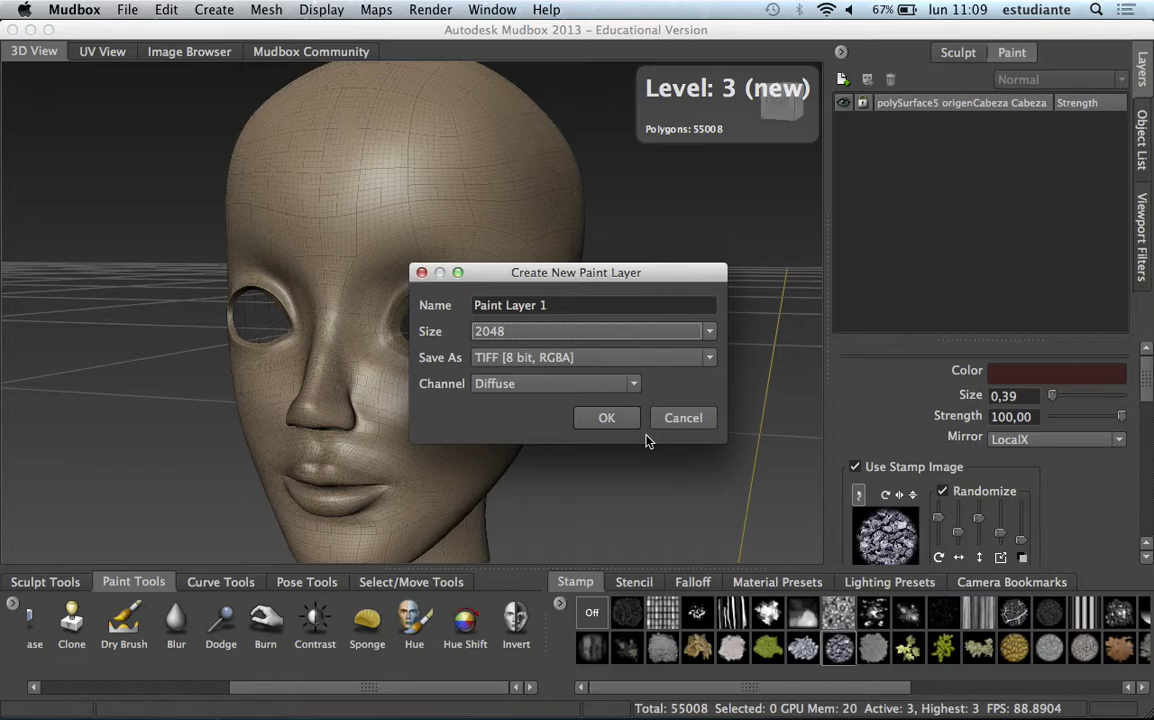 Mudbox File Edit Create Mesh Display Maps Render Window Help 67% lun 11:09 estudiante
Autodesk Mudbox 2013 – Educational Version
3D View UV View Image Browser Mudbox Community
Sculpt Paint
Layers
Object List
Viewport Filters
Normal
polySurface5 origenCabeza Cabeza Strength
Level: 3 (new)
Polygons: 55008
Create New Paint Layer
Name Paint Layer 1
Size 2048
Save As TIFF [8 bit, RGBA]
Channel Diffuse
OK Cancel
Color
Size 0,39
Strength 100,00
Mirror LocalX
Use Stamp Image
Randomize
Sculpt Tools Paint Tools Curve Tools Pose Tools Select/Move Tools
Stamp Stencil Falloff Material Presets Lighting Presets Camera Bookmarks
Off
ase Clone Dry Brush Blur Dodge Burn Contrast Sponge Hue Hue Shift Invert
Total: 55008 Selected: 0 GPU Mem: 20 Active: 3, Highest: 3 FPS: 88.8904